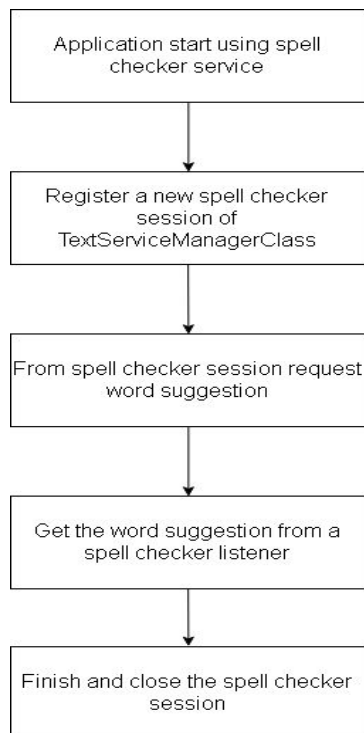 Application start using spell
checker service
Register a new spell checker
session of
TextServiceManagerClass
From spell checker session request
word suggestion
Get the word suggestion from a
spell checker listener
Finish and close the spell checker
session